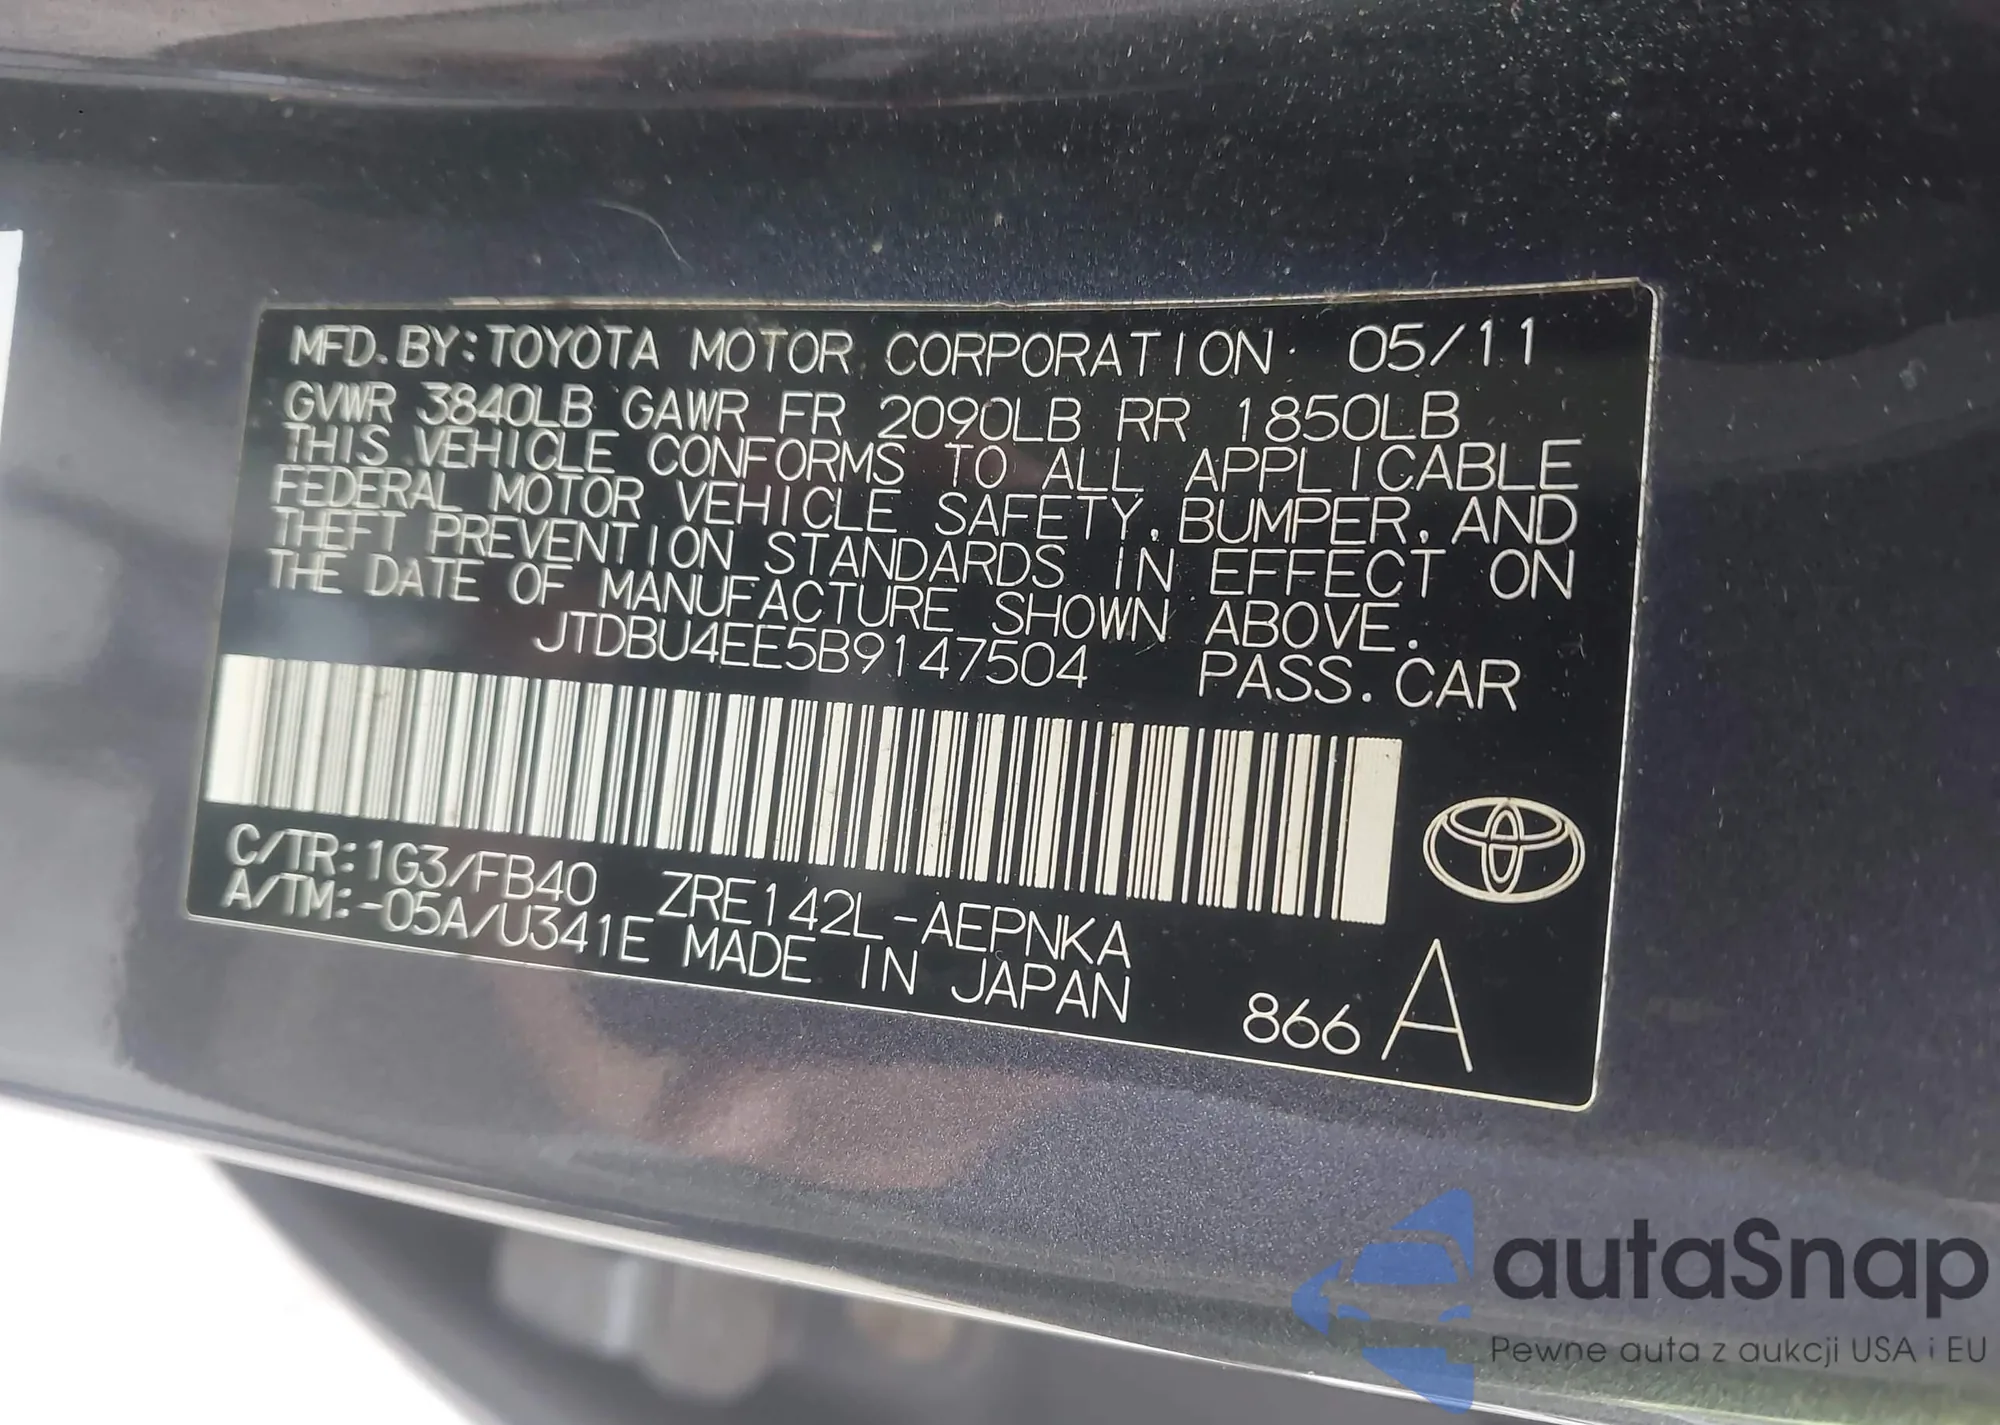 MFD. BY: TOYOTA MOTOR CORPORATION 05/11
GVWR 3840LB GAWR FR 2090LB RR 1850LB
THIS VEHICLE CONFORMS TO ALL APPLICABLE
FEDERAL MOTOR VEHICLE SAFETY, BUMPER, AND
THEFT PREVENTION STANDARDS IN EFFECT ON
THE DATE OF MANUFACTURE SHOWN ABOVE.
JTDBU4EE5B9147504 PASS. CAR
C/TR: 1G3/FB40 ZRE142L-AEPNKA
A/TM: -05A/U341E MADE IN JAPAN
866 A
autaSnap
Pewne auta z aukcji USA i EU